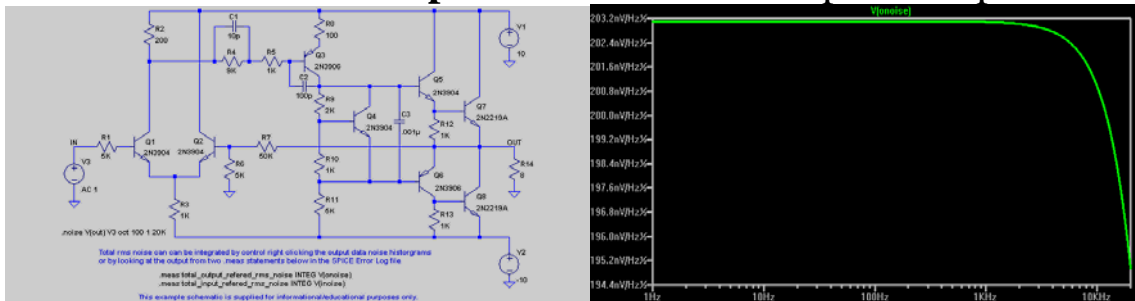 C1
10p
R2
200
R4
9K
R5
1K
R8
100
Q3
2N3906
C2
100p
R9
2K
Q4
2N3904
C3
.001µ
Q5
2N3904
R12
1K
Q7
2N2219A
V1
10
IN
R1
5K
V3
AC 1
Q1
2N3904
Q2
2N3904
R7
50K
R6
5K
R3
1K
R10
1K
R11
6K
Q6
2N3906
R13
1K
Q8
2N2219A
OUT
R14
8
V2
-10
.noise V(out) V3 oct 100 1 20K
Total rms noise can can be integrated by control right clicking the output data noise histograms
or by looking at the output from two .meas statements below in the SPICE Error Log file
.meas total_output_refered_rms_noise INTEG V(onoise)
.meas total_input_refered_rms_noise INTEG V(inoise)
This example schematic is supplied for informational/educational purposes only.
V(onoise)
203.2nV/Hz½
202.4nV/Hz½
201.6nV/Hz½
200.8nV/Hz½
200.0nV/Hz½
199.2nV/Hz½
198.4nV/Hz½
197.6nV/Hz½
196.8nV/Hz½
196.0nV/Hz½
195.2nV/Hz½
194.4nV/Hz½
1Hz
10Hz
100Hz
1KHz
10KHz